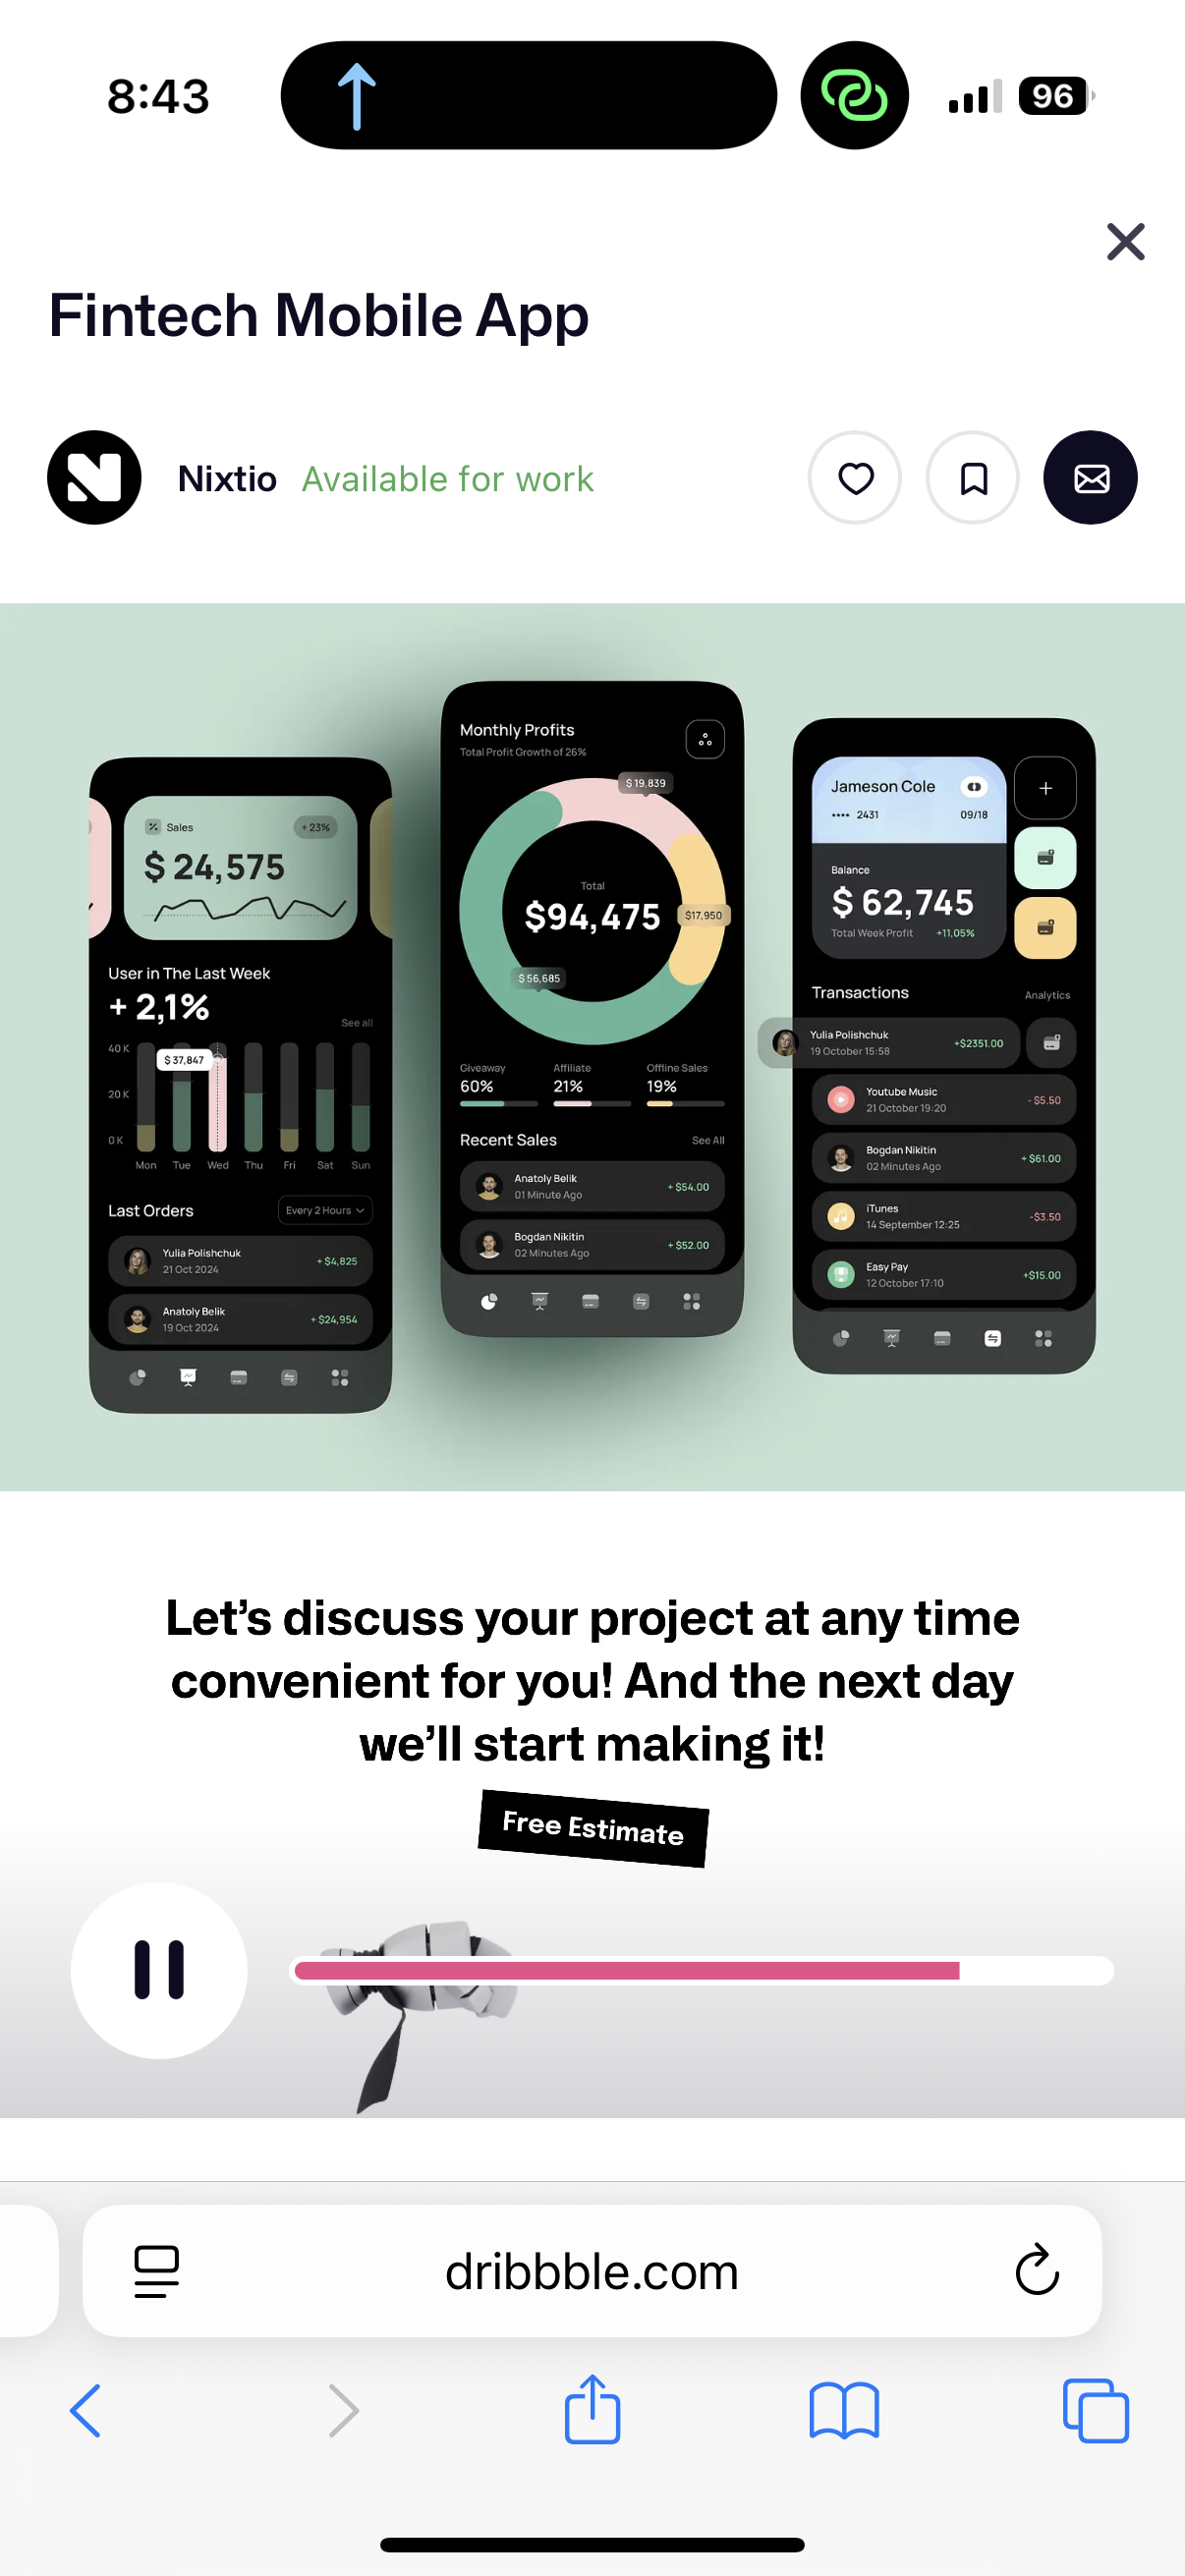 8:43
96
Fintech Mobile App
Nixtio Available for work
Sales
+ 23%
$ 24,575
User in The Last Week
+ 2,1%
See all
40 K
$ 37,847
20 K
0 K
Mon Tue Wed Thu Fri Sat Sun
Last Orders
Every 2 Hours
Yulia Polishchuk
21 Oct 2024
+ $4,825
Anatoly Belik
19 Oct 2024
+ $24,954
Monthly Profits
Total Profit Growth of 26%
$ 19,839
Total
$94,475
$17,950
$ 56,685
Giveaway Affiliate Offline Sales
60% 21% 19%
Recent Sales
See All
Anatoly Belik
01 Minute Ago
+ $54.00
Bogdan Nikitin
02 Minutes Ago
+ $52.00
Jameson Cole
**** 2431 09/18
Balance
$ 62,745
Total Week Profit +11,05%
Transactions
Analytics
Yulia Polishchuk
19 October 15:58
+$2351.00
Youtube Music
21 October 19:20
- $5.50
Bogdan Nikitin
02 Minutes Ago
+ $61.00
iTunes
14 September 12:25
-$3.50
Easy Pay
12 October 17:10
+$15.00
Let’s discuss your project at any time
convenient for you! And the next day
we’ll start making it!
Free Estimate
dribbble.com